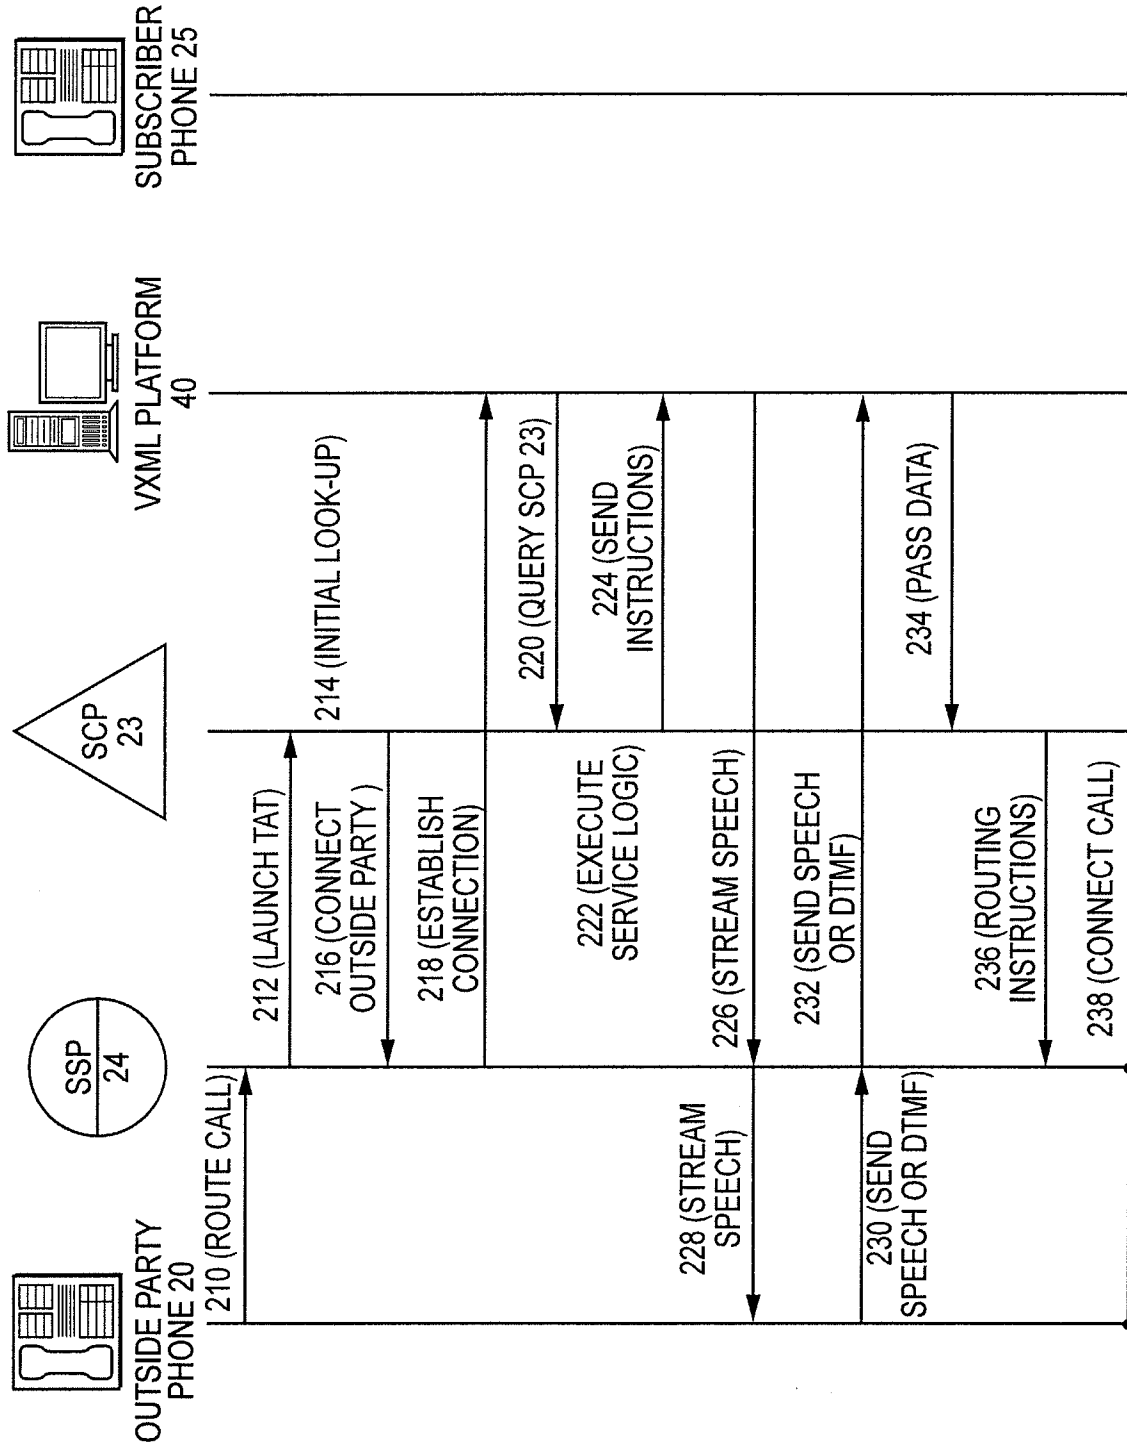 OUTSIDE PARTY
PHONE 20
SSP
24
SCP
23
VXML PLATFORM
40
SUBSCRIBER
PHONE 25
210 (ROUTE CALL)
212 (LAUNCH TAT)
214 (INITIAL LOOK-UP)
216 (CONNECT
OUTSIDE PARTY )
218 (ESTABLISH
CONNECTION)
220 (QUERY SCP 23)
222 (EXECUTE
SERVICE LOGIC)
224 (SEND
INSTRUCTIONS)
226 (STREAM SPEECH)
228 (STREAM
SPEECH)
230 (SEND
SPEECH OR DTMF)
232 (SEND SPEECH
OR DTMF)
234 (PASS DATA)
236 (ROUTING
INSTRUCTIONS)
238 (CONNECT CALL)